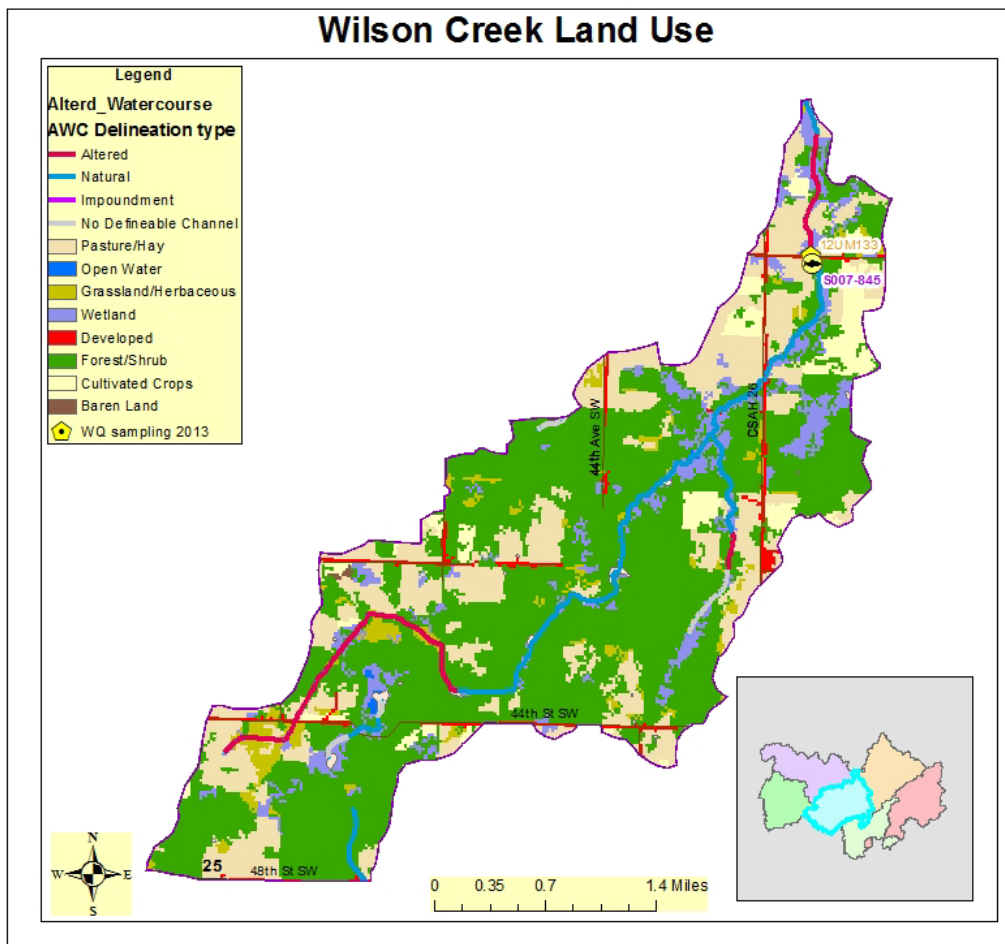 Wilson Creek Land Use
Legend
Alterd_Watercourse
AWC Delineation type
Altered
Natural
Impoundment
No Defineable Channel
Pasture/Hay
Open Water
Grassland/Herbaceous
Wetland
Developed
Forest/Shrub
Cultivated Crops
Baren Land
WQ sampling 2013
12UM133
S007-845
44th Ave SW
CSAH 26
44th St SW
25
48th St SW
N
W E
S
0 0.35 0.7 1.4 Miles